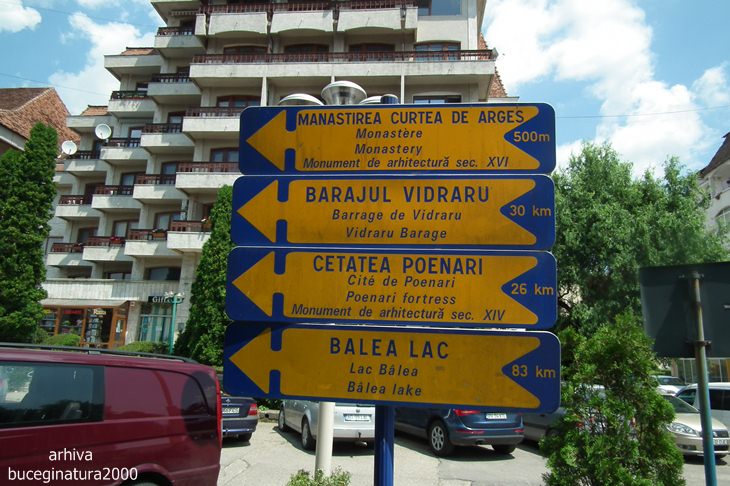 MANASTIREA CURTEA DE ARGES
Monastère
Monastery
Monument de arhitectură sec. XVI
500m
BARAJUL VIDRARU
Barrage de Vidraru
Vidraru Barage
30 km
CETATEA POENARI
Cité de Poenari
Poenari fortress
Monument de arhitectură sec. XIV
26 km
BALEA LAC
Lac Bâlea
Bâlea lake
83 km
arhiva
buceginatura2000